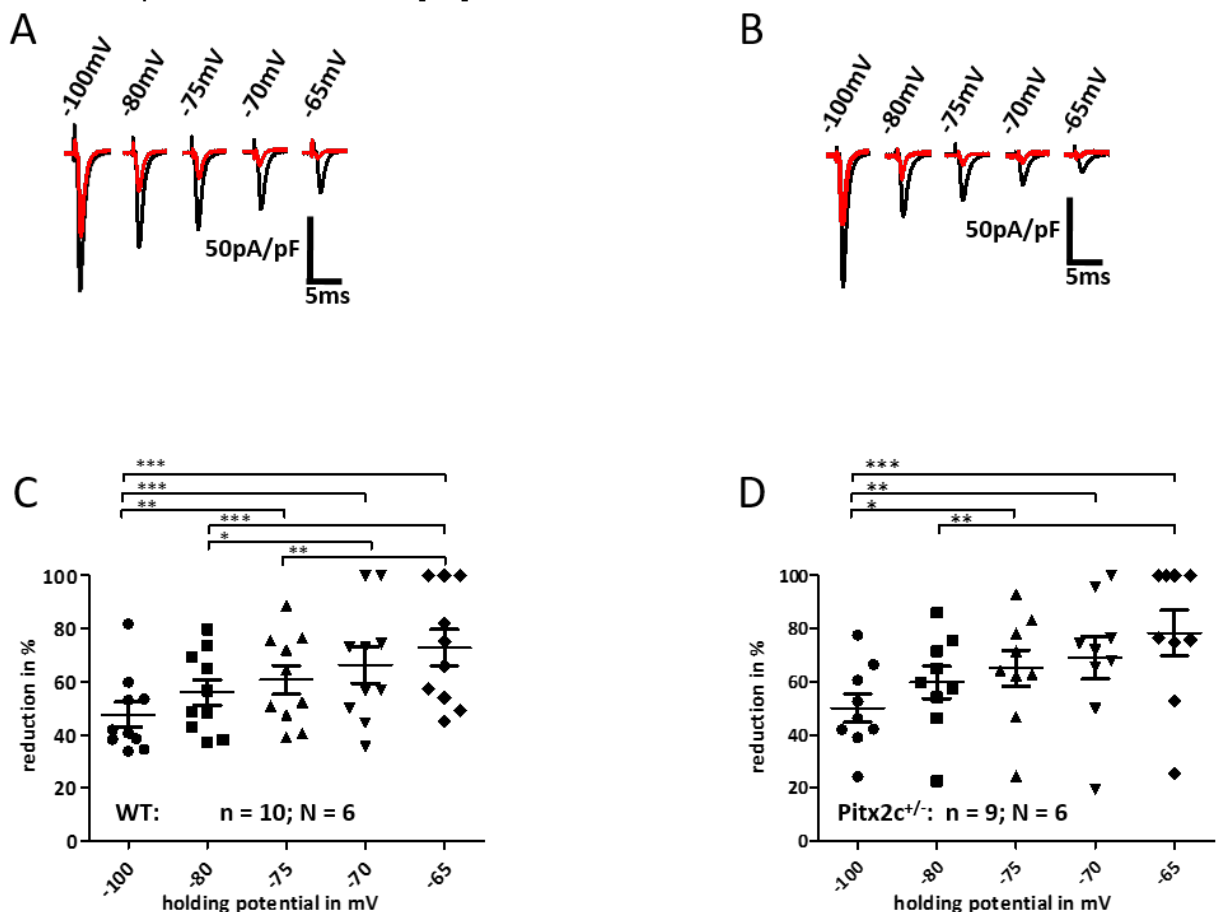 A
B
-100mV
-80mV
-75mV
-70mV
-65mV
50pA/pF
5ms
-100mV
-80mV
-75mV
-70mV
-65mV
50pA/pF
5ms
C
***
***
**
***
*
**
100
80
60
40
20
0
reduction in %
WT: n = 10; N = 6
-100
-80
-75
-70
-65
holding potential in mV
D
***
**
*
**
100
80
60
40
20
0
reduction in %
Pitx2c+/-: n = 9; N = 6
-100
-80
-75
-70
-65
holding potential in mV